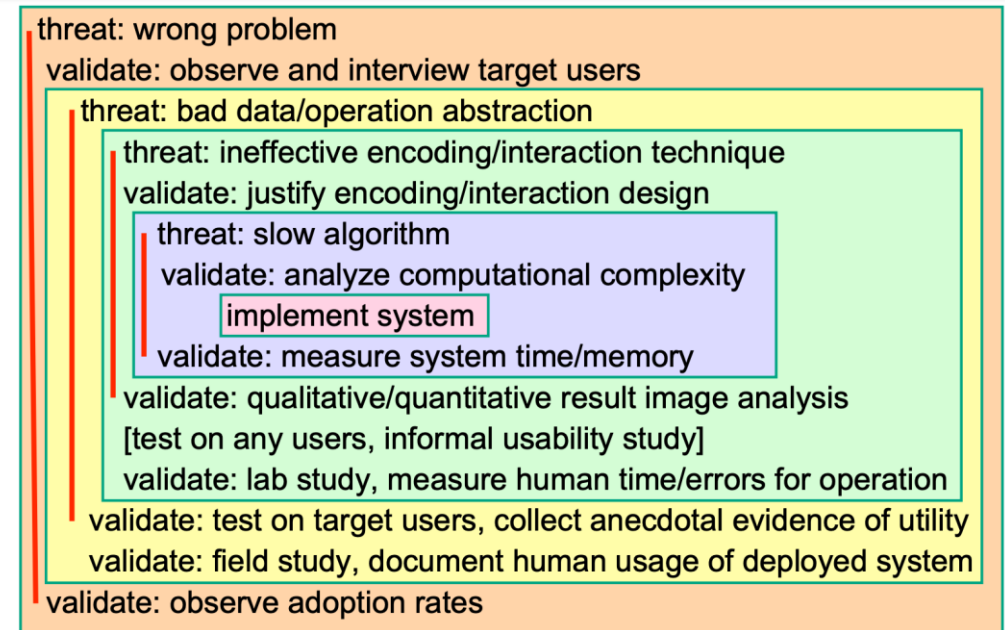 threat: wrong problem
validate: observe and interview target users
threat: bad data/operation abstraction
threat: ineffective encoding/interaction technique
validate: justify encoding/interaction design
threat: slow algorithm
validate: analyze computational complexity
implement system
validate: measure system time/memory
validate: qualitative/quantitative result image analysis
[test on any users, informal usability study]
validate: lab study, measure human time/errors for operation
validate: test on target users, collect anecdotal evidence of utility
validate: field study, document human usage of deployed system
validate: observe adoption rates